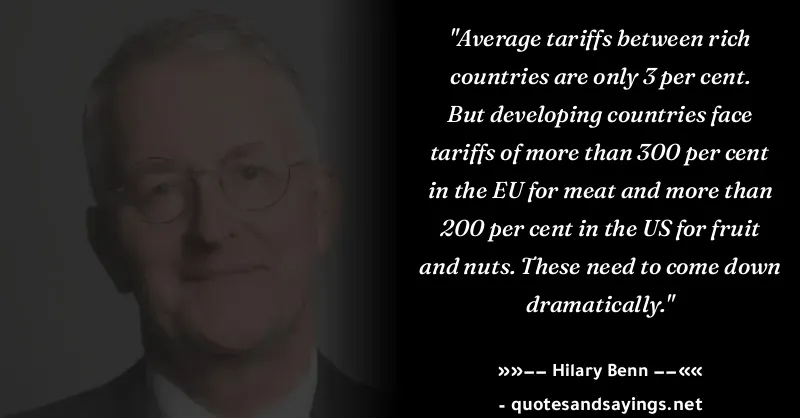 "Average tariffs between rich
countries are only 3 per cent.
But developing countries face
tariffs of more than 300 per cent
in the EU for meat and more than
200 per cent in the US for fruit
and nuts. These need to come down
dramatically."
»»−− Hilary Benn −−««
- quotesandsayings.net